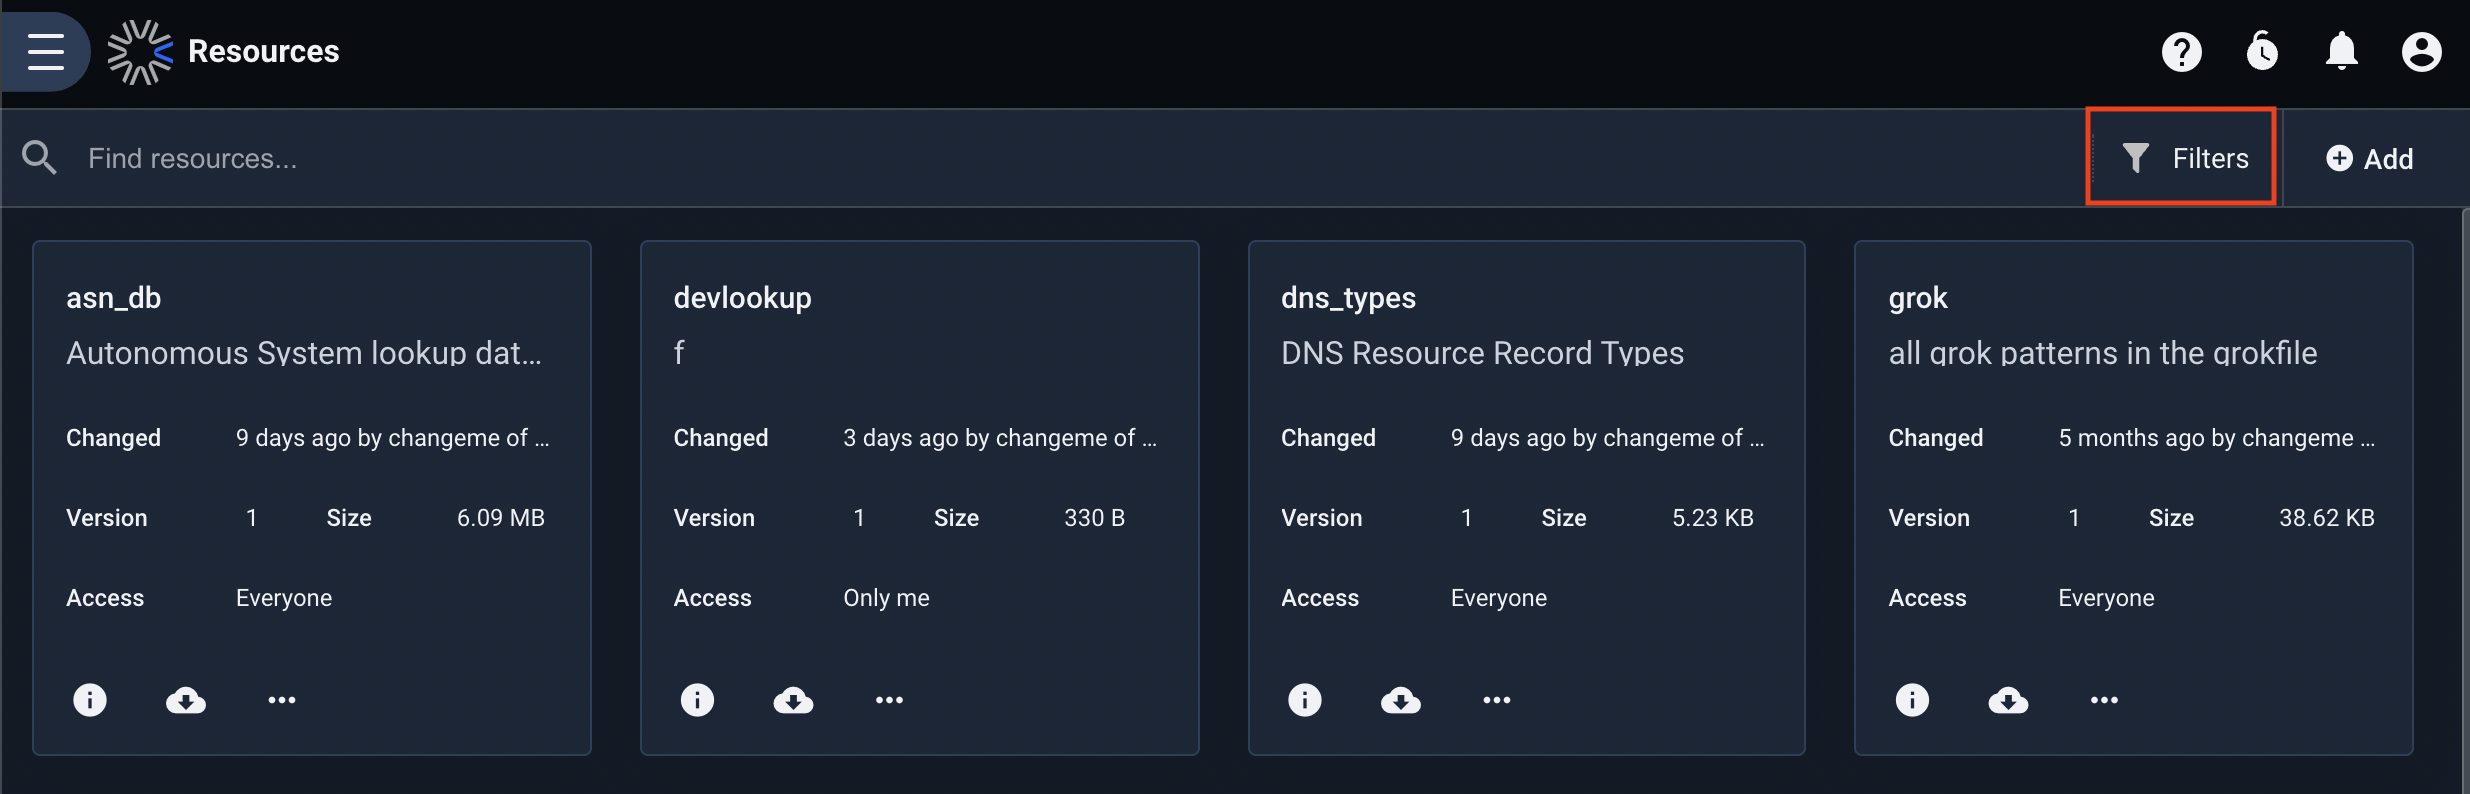 Resources
Find resources...
Filters
Add
asn_db
Autonomous System lookup dat...
Changed 9 days ago by changeme of ...
Version 1 Size 6.09 MB
Access Everyone
devlookup
f
Changed 3 days ago by changeme of ...
Version 1 Size 330 B
Access Only me
dns_types
DNS Resource Record Types
Changed 9 days ago by changeme of ...
Version 1 Size 5.23 KB
Access Everyone
grok
all grok patterns in the grokfile
Changed 5 months ago by changeme ...
Version 1 Size 38.62 KB
Access Everyone